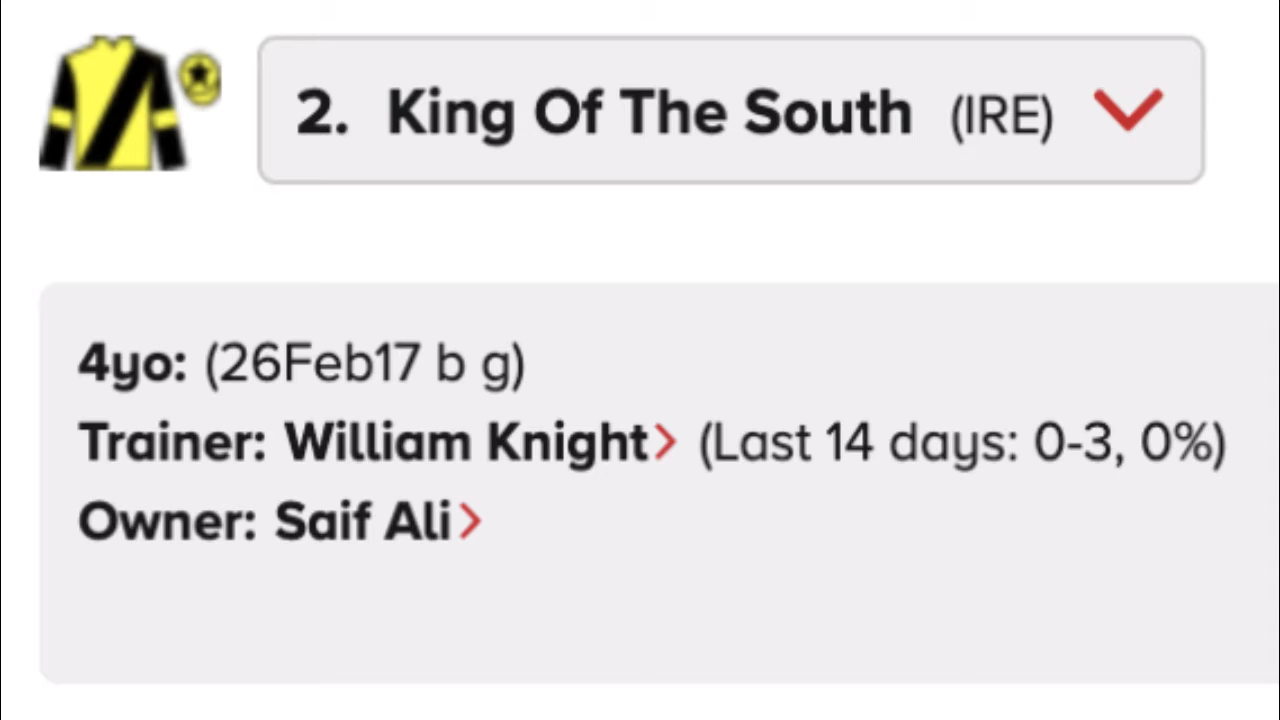 2. King Of The South (IRE)
4yo: (26Feb17 b g)
Trainer: William Knight> (Last 14 days: 0-3, 0%)
Owner: Saif Ali>